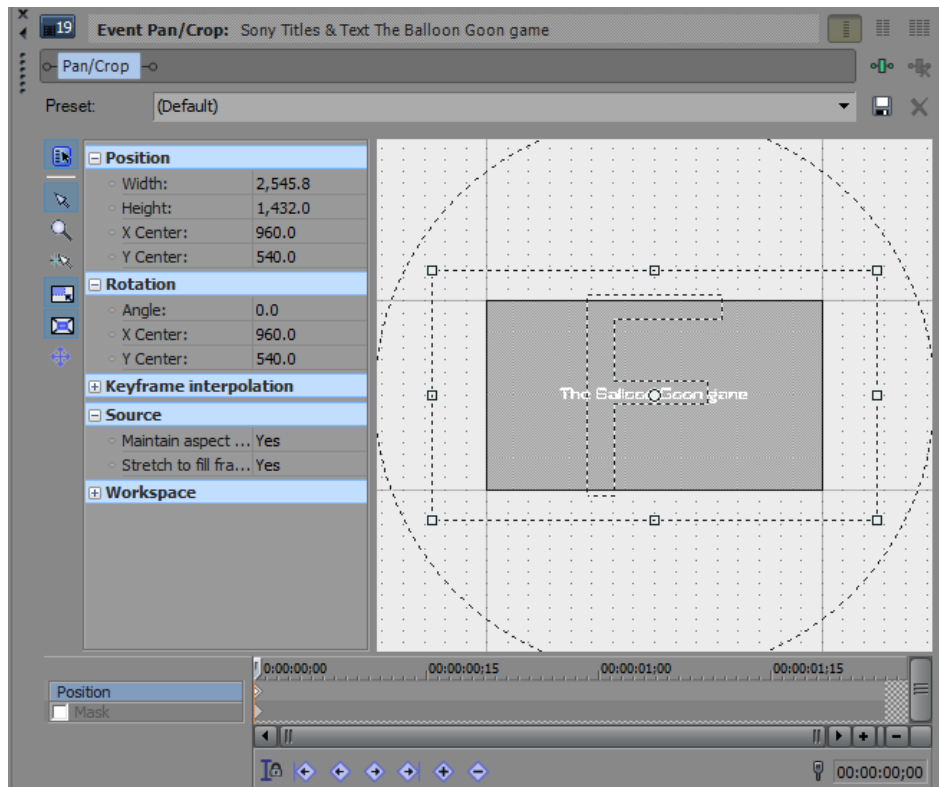 19 Event Pan/Crop: Sony Titles & Text The Balloon Goon game
Pan/Crop
Preset: (Default)
Position
Width: 2,545.8
Height: 1,432.0
X Center: 960.0
Y Center: 540.0
Rotation
Angle: 0.0
X Center: 960.0
Y Center: 540.0
Keyframe interpolation
Source
Maintain aspect ... Yes
Stretch to fill fra... Yes
Workspace
The Balloon Goon game
0:00:00;00 00:00:00;15 00:00:01;00 00:00:01;15
Position
Mask
00:00:00;00